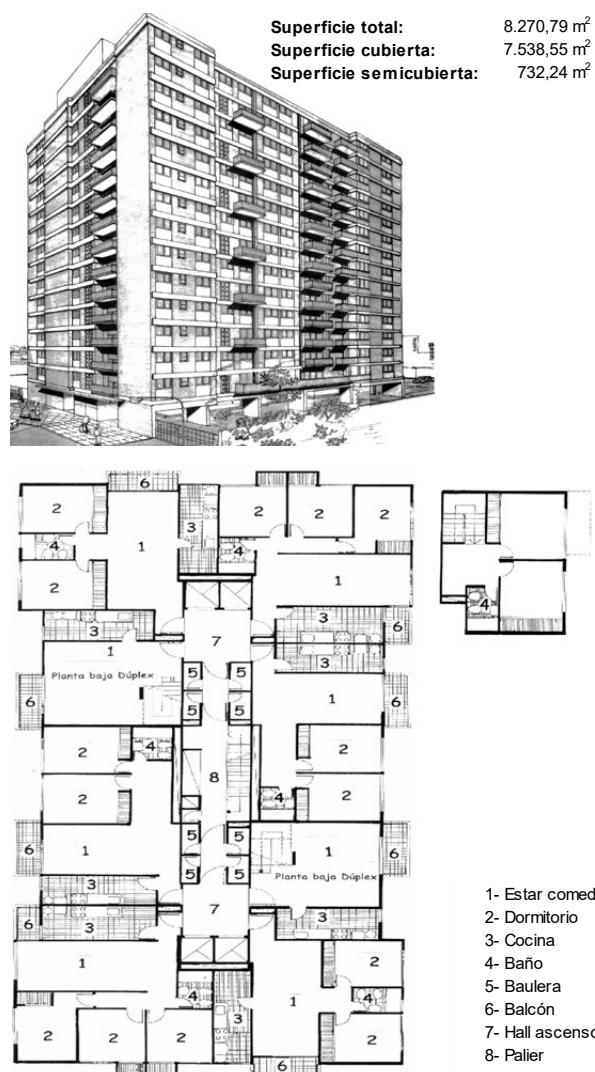 Superficie total: 8.270,79 m²
Superficie cubierta: 7.538,55 m²
Superficie semicubierta: 732,24 m²
6
2 2 2 2
3
4 1 4
2 1
4
3 3 6
7
1 3
Planta baja Dúplex
5 5
6 1 6
5 5
2 4 2
8
2 4 2
5 5
6 1 1 6
5 5
Planta baja Dúplex
3
6 3 7 3
1 2
4 1 4
3
2 2 2 2
6
1- Estar comed
2- Dormitorio
3- Cocina
4- Baño
5- Baulera
6- Balcón
7- Hall ascenso
8- Palier